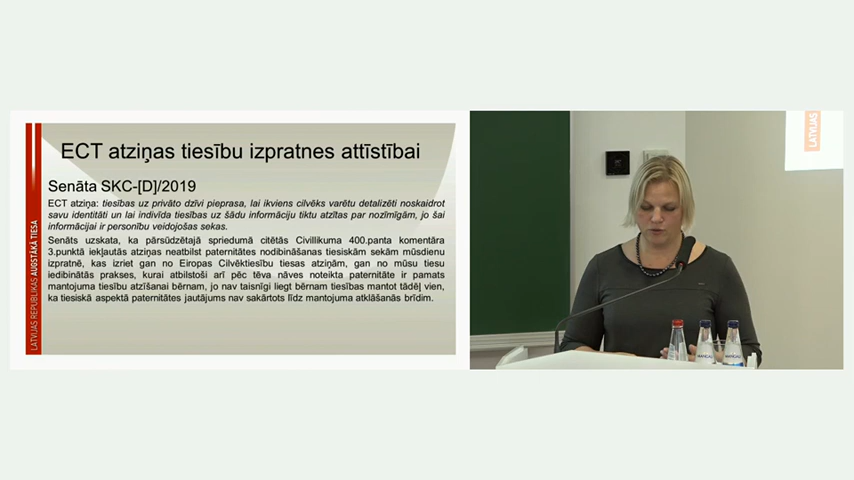 ECT atziņas tiesību izpratnes attīstībai
Senāta SKC-[D]/2019
ECT atziņa: tiesības uz privāto dzīvi pieprasa, lai ikviens cilvēks varētu detalizēti noskaidrot
savu identitāti un lai indivīda tiesības uz šādu informāciju tiktu atzītas par nozīmīgām, jo šai
informācijai ir personību veidojošas sekas.
Senāts uzskata, ka pārsūdzētajā spriedumā citētās Civillikuma 400.panta komentāra
3.punktā iekļautās atziņas neatbilst paternitātes nodibināšanas tiesiskām sekām mūsdienu
izpratnē, kas izriet gan no Eiropas Cilvēktiesību tiesas atziņām, gan no mūsu tiesu
iedibinātās prakses, kurai atbilstoši arī pēc tēva nāves noteikta paternitāte ir pamats
mantojuma tiesību atzīšanai bērnam, jo nav taisnīgi liegt bērnam tiesības mantot tādēļ vien,
ka tiesiskā aspektā paternitātes jautājums nav sakārtots līdz mantojuma atklāšanās brīdim.
LATVIJAS REPUBLIKAS AUGSTĀKĀ TIESA
LATVIJAS
MANGAĻI
MANGAĻI